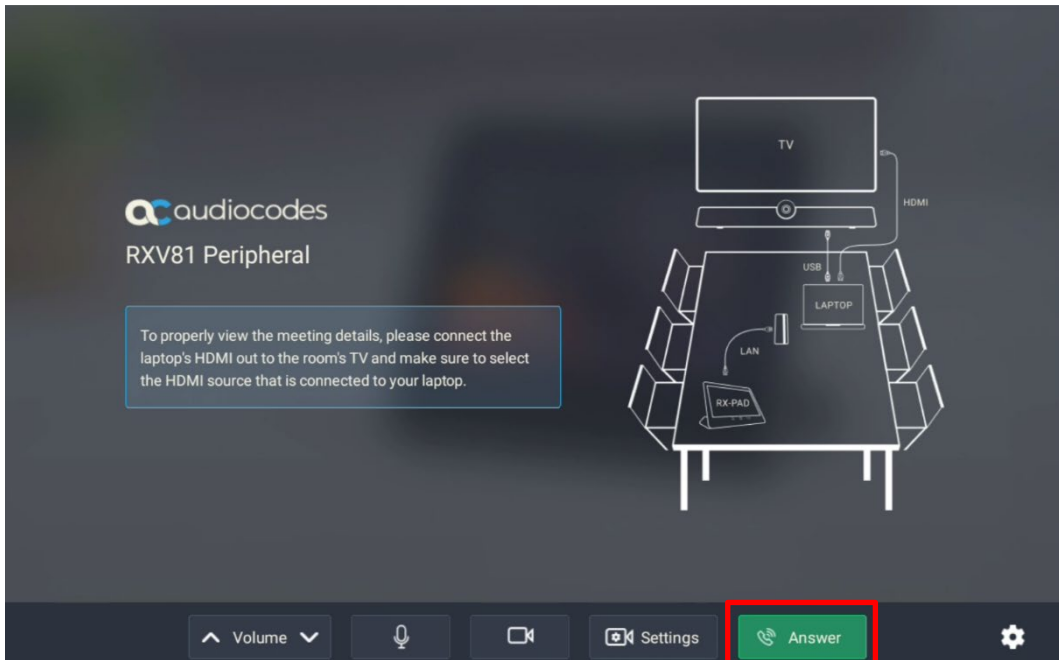 audiocodes
RXV81 Peripheral
To properly view the meeting details, please connect the
laptop's HDMI out to the room's TV and make sure to select
the HDMI source that is connected to your laptop.
TV
HDMI
USB
LAPTOP
LAN
RX-PAD
Volume
Settings
Answer